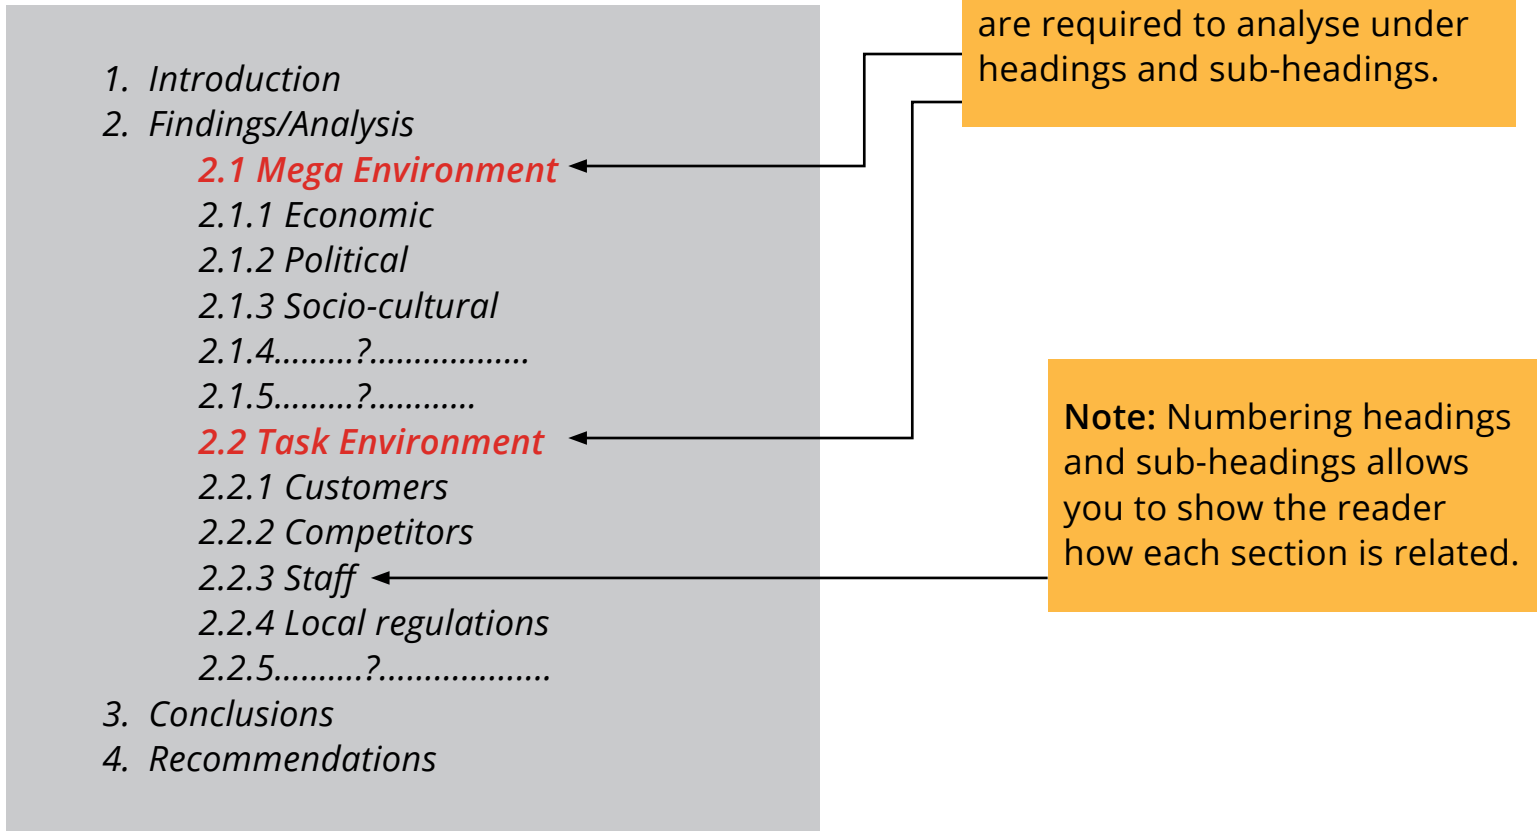 are required to analyse under
headings and sub-headings.
1. Introduction
2. Findings/Analysis
2.1 Mega Environment
2.1.1 Economic
2.1.2 Political
2.1.3 Socio-cultural
2.1.4.........?..................
2.1.5.........?............
2.2 Task Environment
2.2.1 Customers
2.2.2 Competitors
2.2.3 Staff
2.2.4 Local regulations
2.2.5..........?...................
3. Conclusions
4. Recommendations
Note: Numbering headings
and sub-headings allows
you to show the reader
how each section is related.